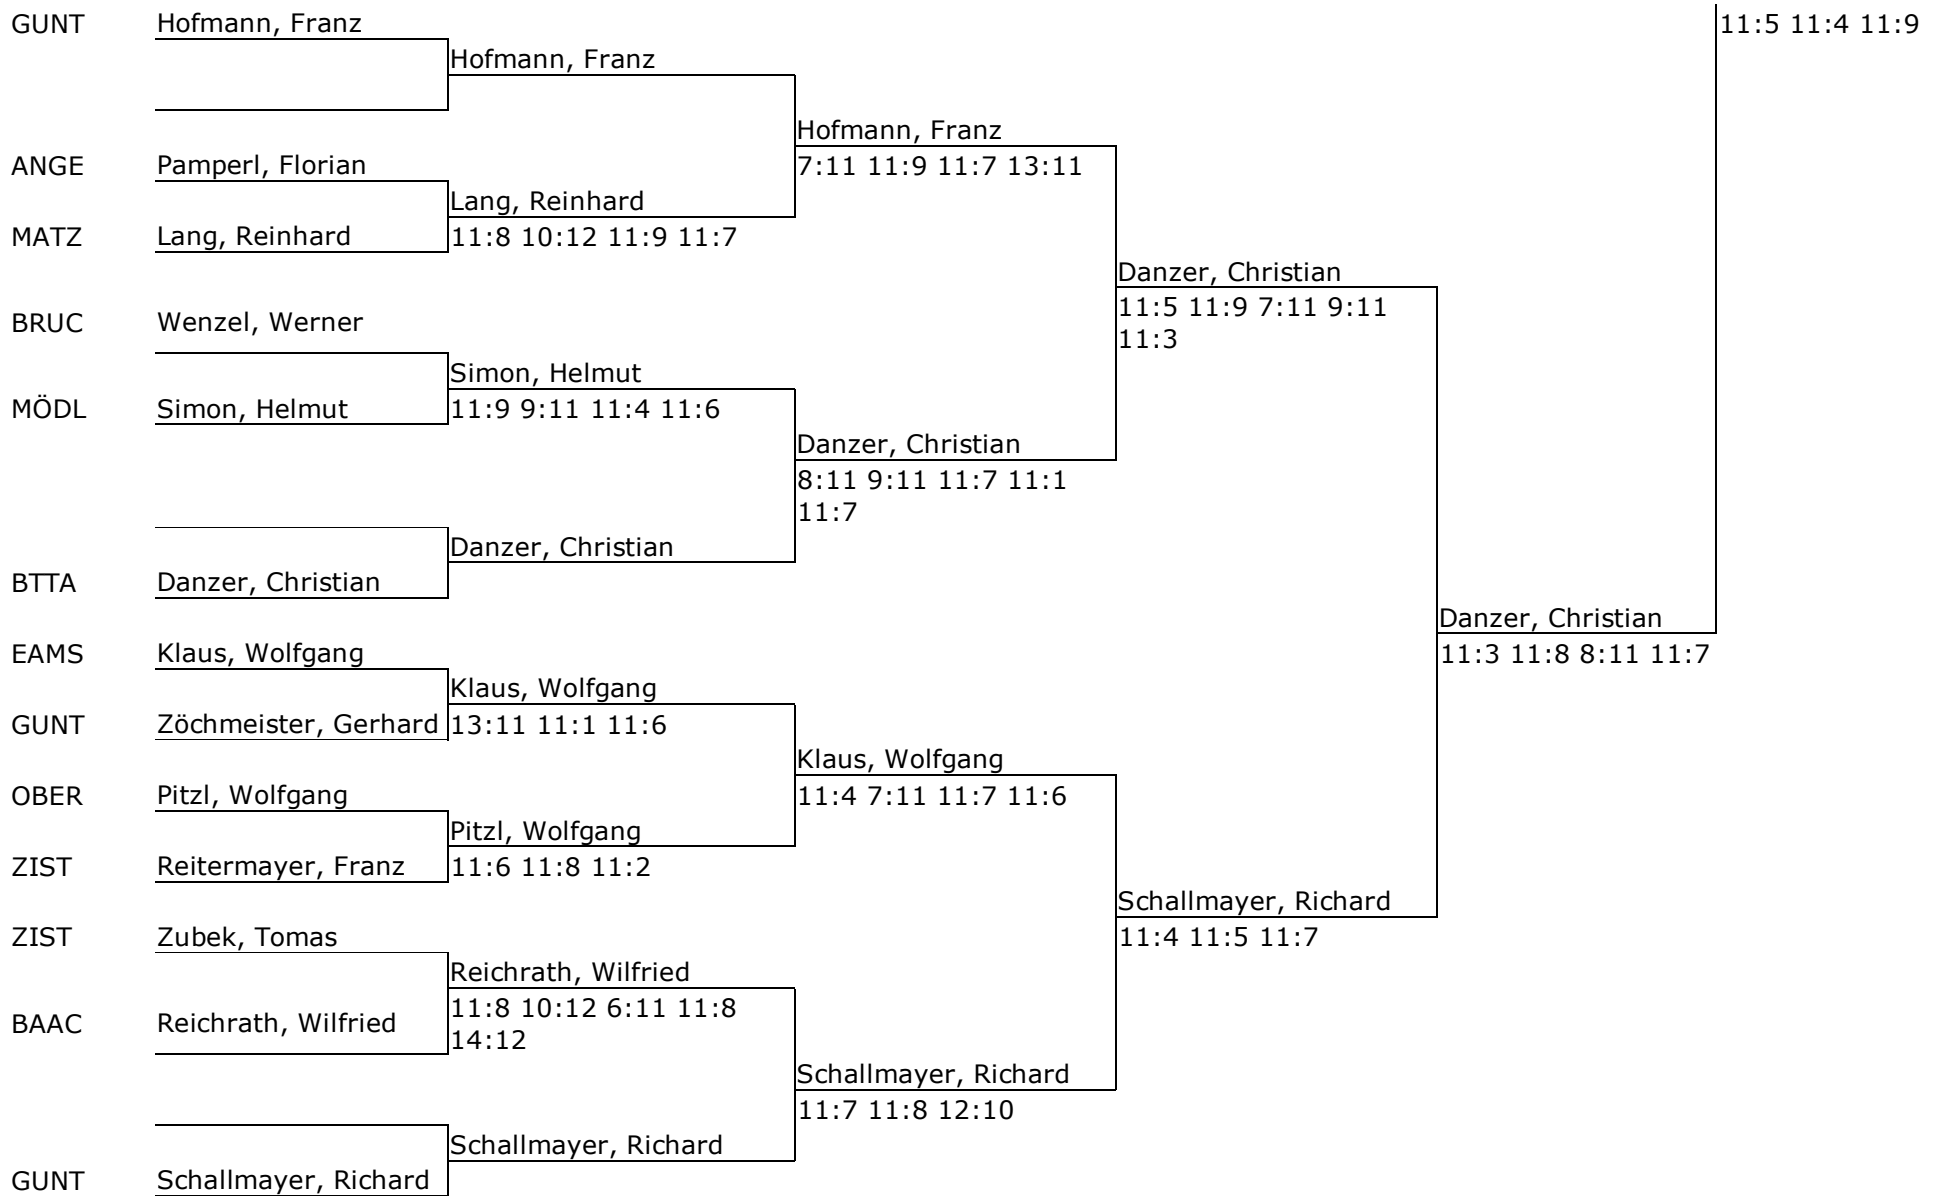 GUNT Hofmann, Franz 11:5 11:4 11:9
Hofmann, Franz
Hofmann, Franz
ANGE Pamperl, Florian 7:11 11:9 11:7 13:11
Lang, Reinhard
MATZ Lang, Reinhard 11:8 10:12 11:9 11:7
Danzer, Christian
BRUC Wenzel, Werner 11:5 11:9 7:11 9:11
11:3
Simon, Helmut
MÖDL Simon, Helmut 11:9 9:11 11:4 11:6
Danzer, Christian
8:11 9:11 11:7 11:1
11:7
Danzer, Christian
BTTA Danzer, Christian
Danzer, Christian
EAMS Klaus, Wolfgang 11:3 11:8 8:11 11:7
Klaus, Wolfgang
GUNT Zöchmeister, Gerhard 13:11 11:1 11:6
Klaus, Wolfgang
OBER Pitzl, Wolfgang 11:4 7:11 11:7 11:6
Pitzl, Wolfgang
ZIST Reitermayer, Franz 11:6 11:8 11:2
Schallmayer, Richard
ZIST Zubek, Tomas 11:4 11:5 11:7
Reichrath, Wilfried
11:8 10:12 6:11 11:8
BAAC Reichrath, Wilfried
14:12
Schallmayer, Richard
11:7 11:8 12:10
Schallmayer, Richard
GUNT Schallmayer, Richard